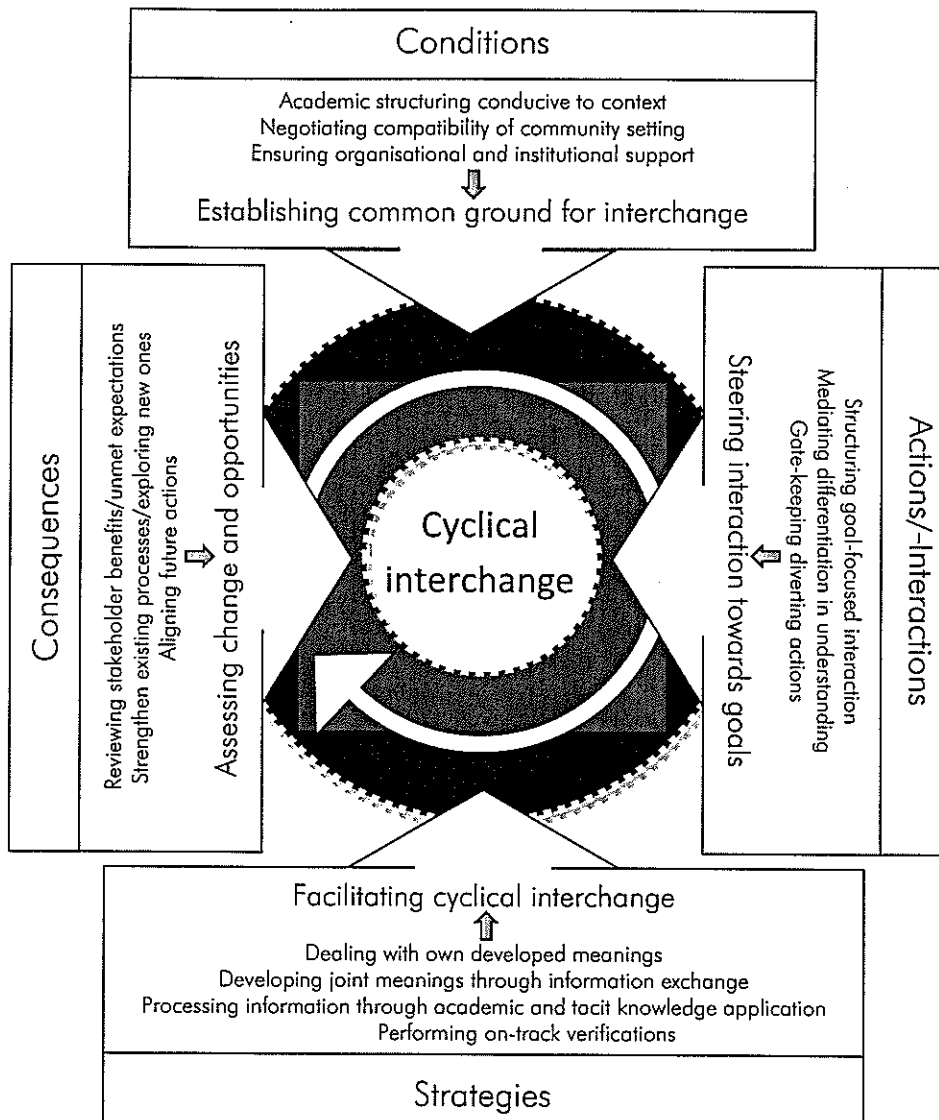 Conditions
Academic structuring conducive to context
Negotiating compatibility of community setting
Ensuring organisational and institutional support
Establishing common ground for interchange
Consequences
Reviewing stakeholder benefits/unmet expectations
Strengthen existing processes/exploring new ones
Aligning future actions
Assessing change and opportunities
Cyclical
interchange
Actions/-Interactions
Structuring goal-focused interaction
Mediating differentiation in understanding
Gate-keeping diverting actions
Steering interaction towards goals
Facilitating cyclical interchange
Dealing with own developed meanings
Developing joint meanings through information exchange
Processing information through academic and tacit knowledge application
Performing on-track verifications
Strategies